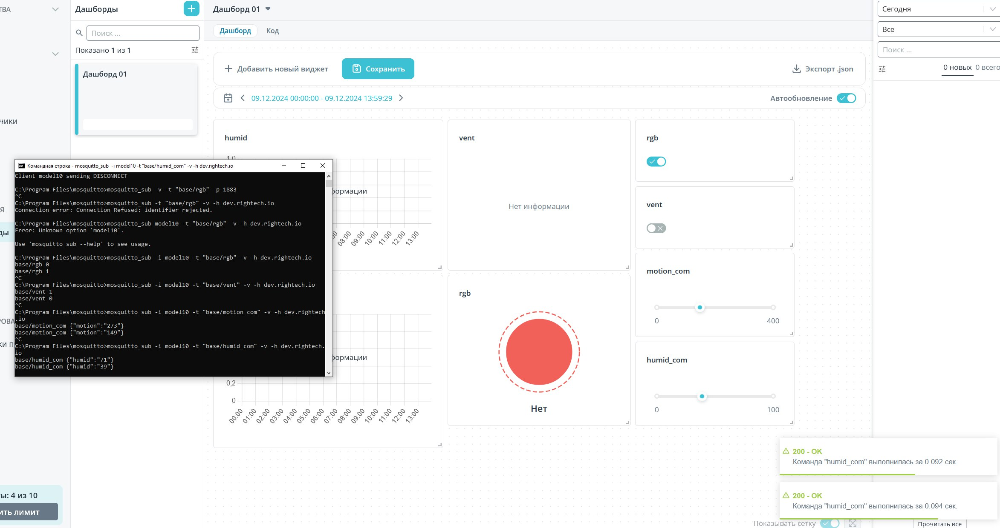 ТВА
Дашборды
Поиск ...
Показано 1 из 1
Дашборд 01
чики
Я
ды
РОВА
ки п
ты: 4 из 10
ить лимит
Дашборд 01
Дашборд
Код
Добавить новый виджет
Сохранить
Экспорт .json
09.12.2024 00:00:00 - 09.12.2024 13:59:29
Автообновление
humid
1,0
формации
08:00
09:00
10:00
11:00
12:00
13:00
vent
Нет информации
rgb
vent
motion_com
0
400
humid_com
0
100
rgb
Нет
формации
0,2
0
00:00
01:00
02:00
03:00
04:00
05:00
06:00
07:00
08:00
09:00
10:00
11:00
12:00
13:00
Командная строка - mosquitto_sub -i model10 -t "base/humid_com" -v -h dev.rightech.io
Client model10 sending DISCONNECT
C:\Program Files\mosquitto>mosquitto_sub -v -t "base/rgb" -p 1883
^C
C:\Program Files\mosquitto>mosquitto_sub -t "base/rgb" -v -h dev.rightech.io
Connection error: Connection Refused: identifier rejected.
C:\Program Files\mosquitto>mosquitto_sub model10 -t "base/rgb" -v -h dev.rightech.io
Error: Unknown option 'model10'.
Use 'mosquitto_sub --help' to see usage.
C:\Program Files\mosquitto>mosquitto_sub -i model10 -t "base/rgb" -v -h dev.rightech.io
base/rgb 0
base/rgb 1
^C
C:\Program Files\mosquitto>mosquitto_sub -i model10 -t "base/vent" -v -h dev.rightech.io
base/vent 1
base/vent 0
^C
C:\Program Files\mosquitto>mosquitto_sub -i model10 -t "base/motion_com" -v -h dev.rightech
.io
base/motion_com {"motion":"273"}
base/motion_com {"motion":"149"}
^C
C:\Program Files\mosquitto>mosquitto_sub -i model10 -t "base/humid_com" -v -h dev.rightech.
io
base/humid_com {"humid":"71"}
base/humid_com {"humid":"39"}
Сегодня
Все
Поиск ...
0 новых 0 всего
200 - OK
Команда "humid_com" выполнилась за 0.092 сек.
200 - OK
Команда "humid_com" выполнилась за 0.094 сек.
Показывать сетку
Прочитать все